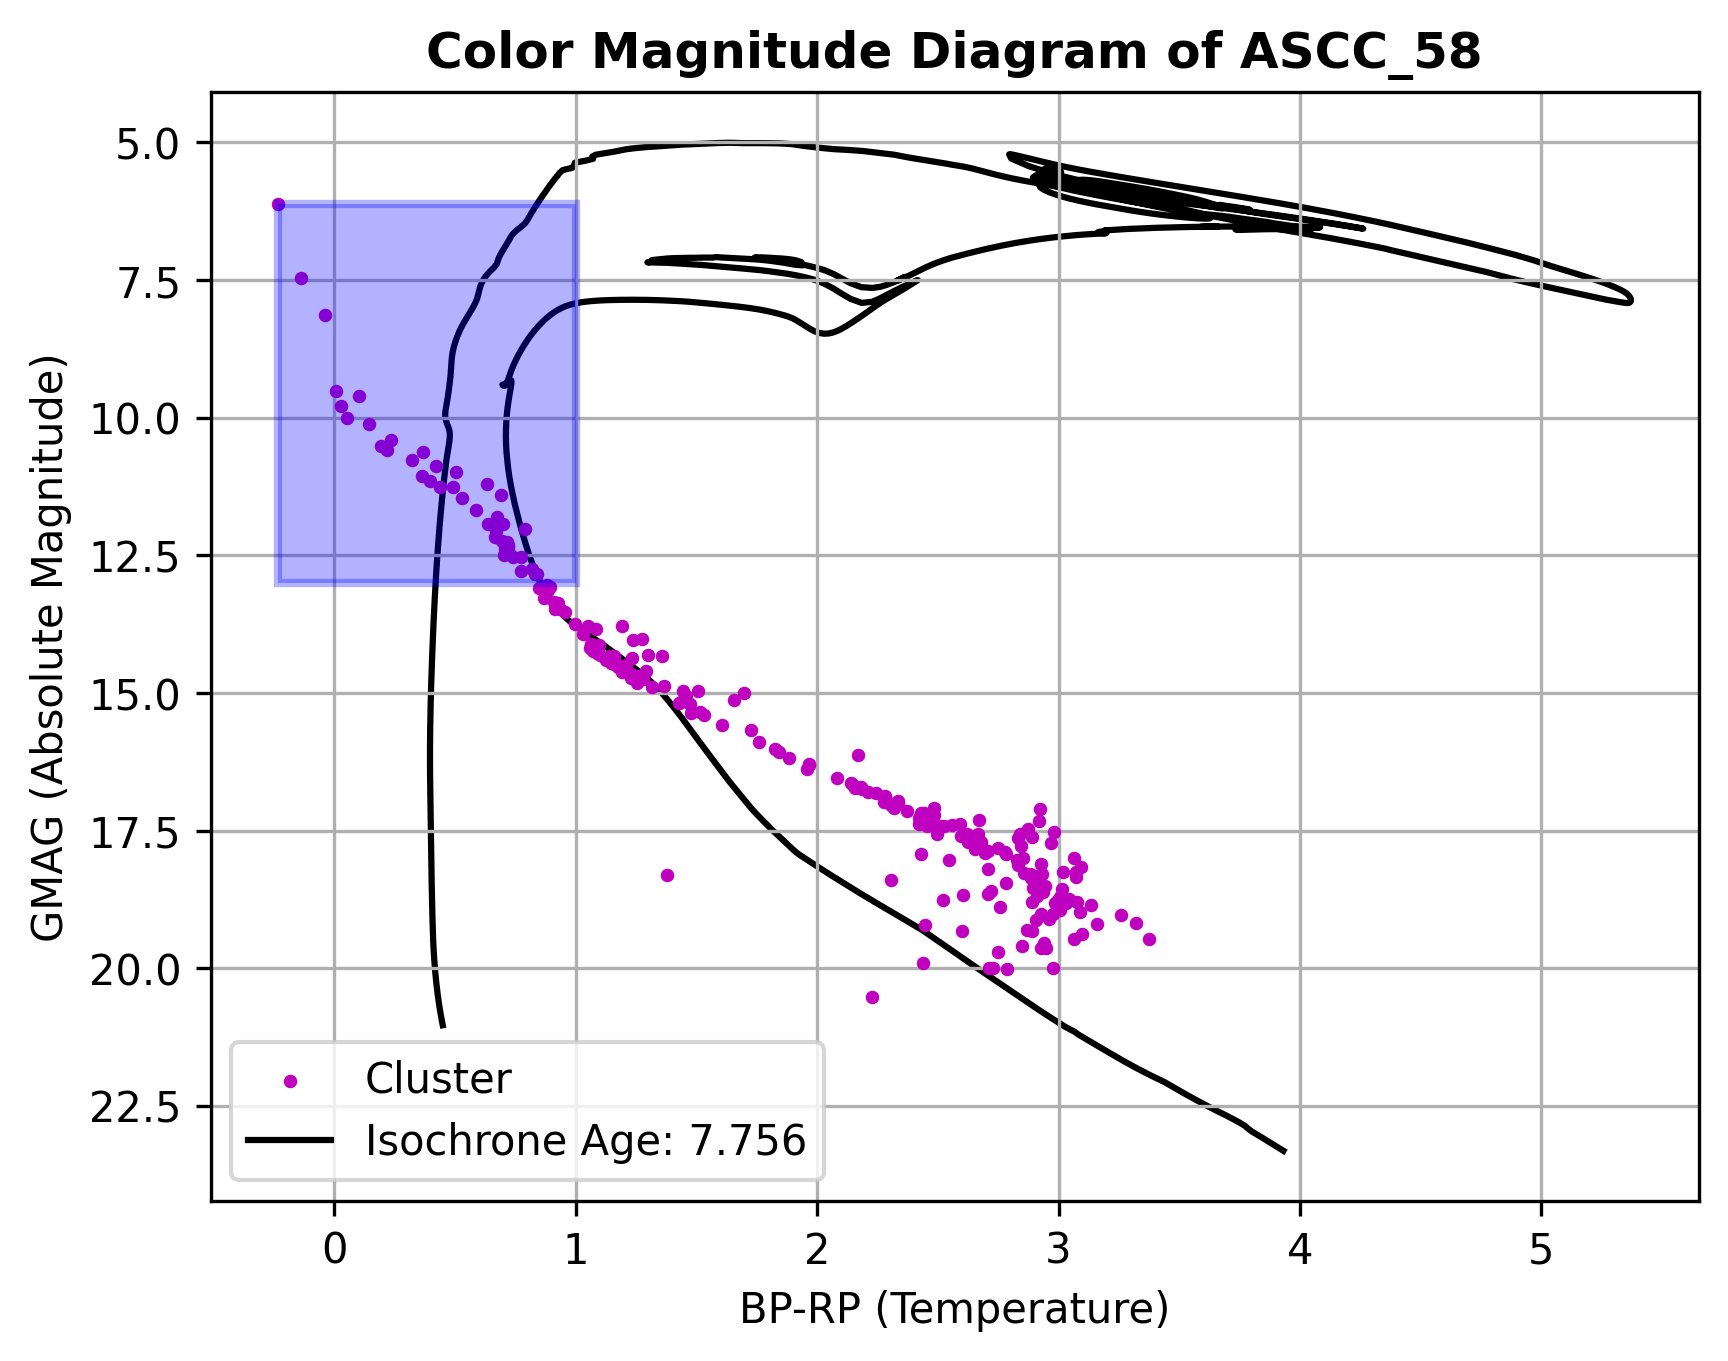 Color Magnitude Diagram of ASCC_58
GMAG (Absolute Magnitude)
5.0
7.5
10.0
12.5
15.0
17.5
20.0
22.5
Cluster
Isochrone Age: 7.756
0 1 2 3 4 5
BP-RP (Temperature)